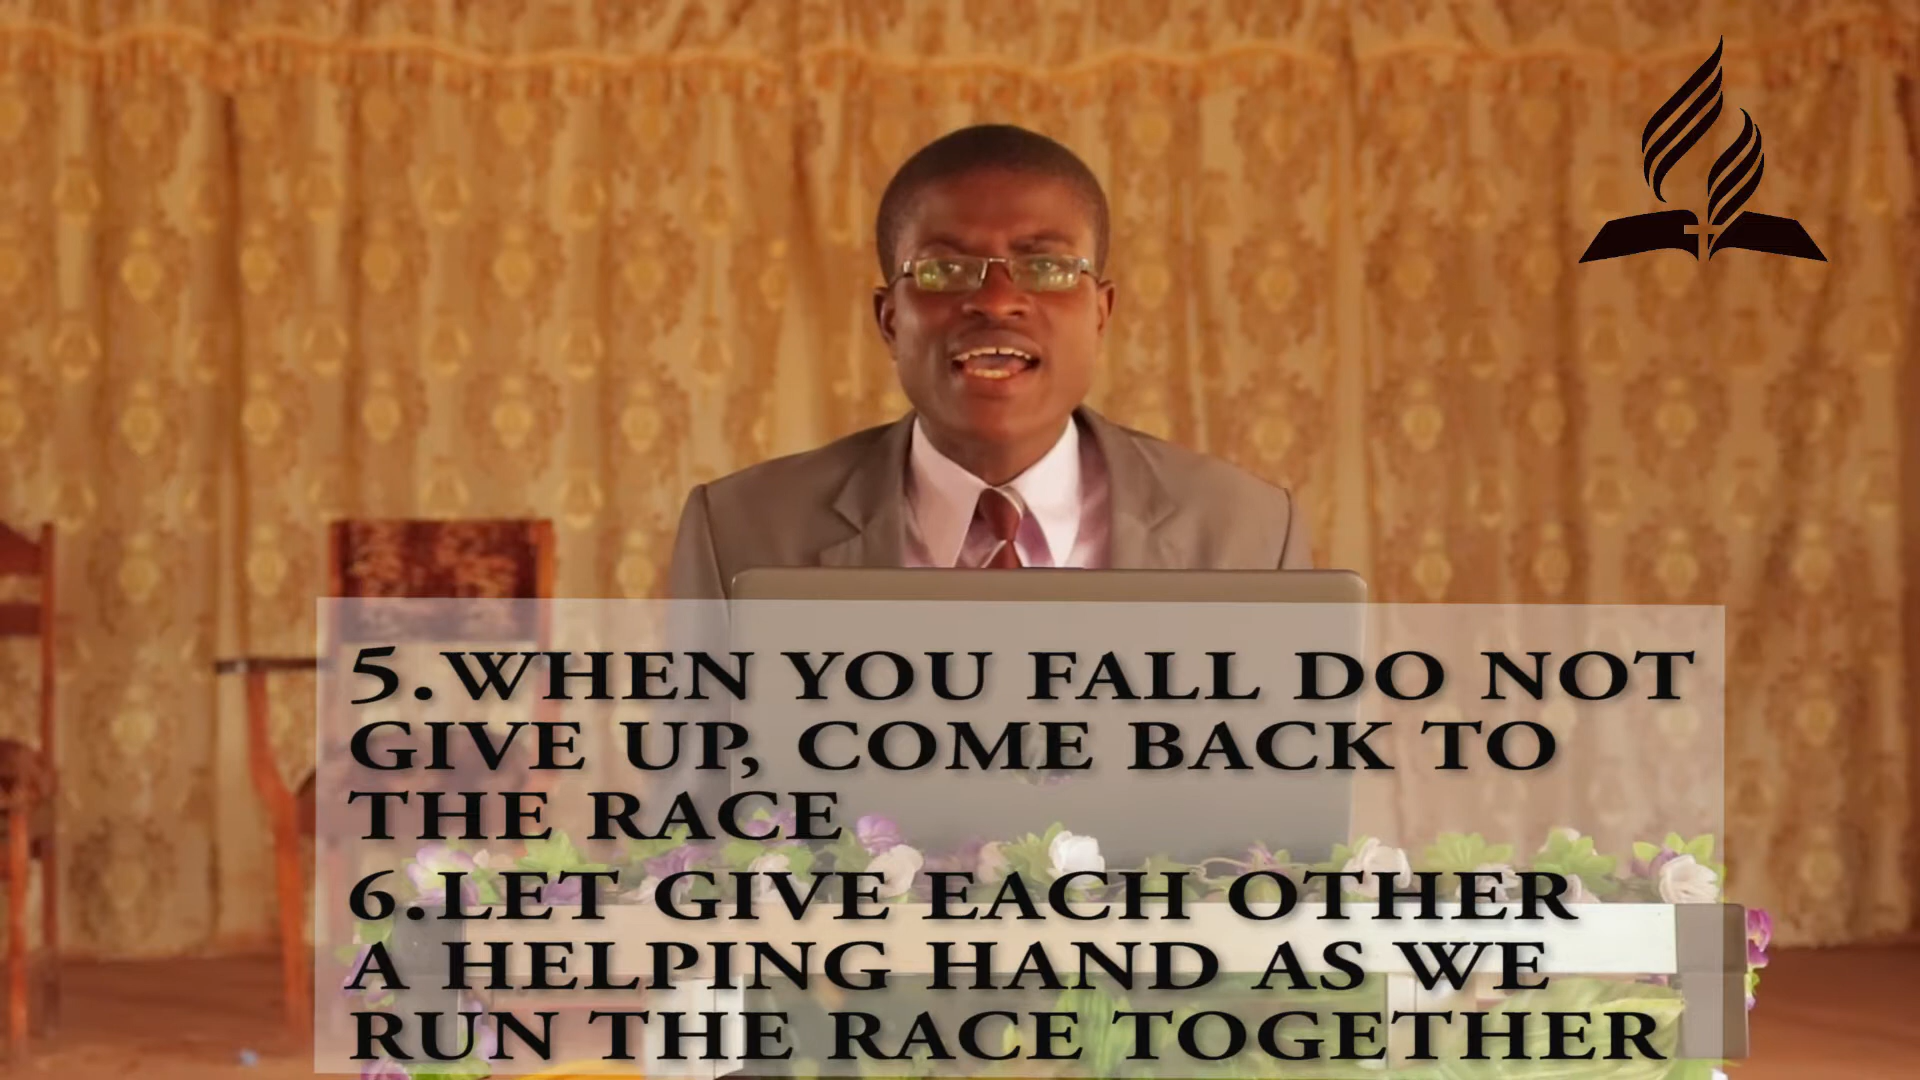 5.WHEN YOU FALL DO NOT
GIVE UP, COME BACK TO
THE RACE
6.LET GIVE EACH OTHER
A HELPING HAND AS WE
RUN THE RACE TOGETHER